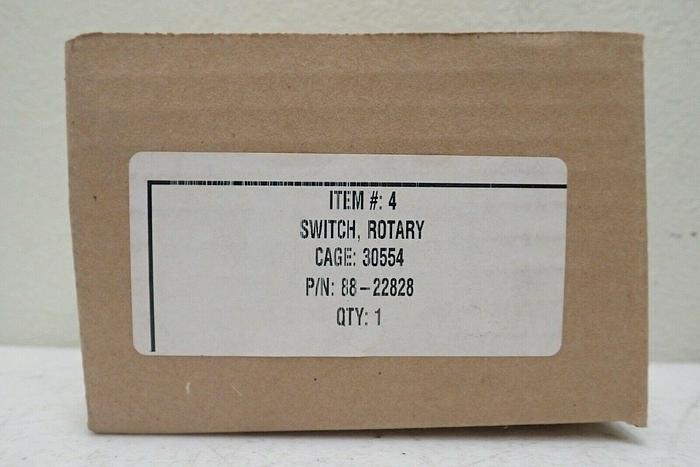 ITEM #: 4
SWITCH, ROTARY
CAGE: 30554
P/N: 88-22828
QTY: 1